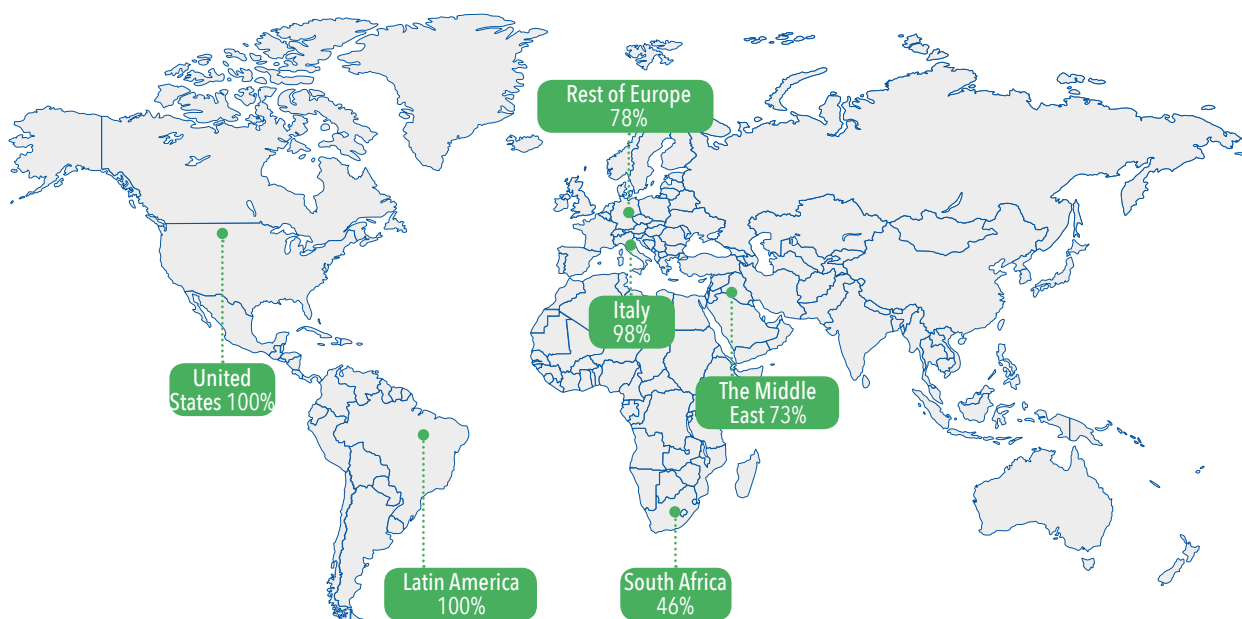 Rest of Europe
78%
Italy
98%
United
States 100%
The Middle
East 73%
Latin America
100%
South Africa
46%